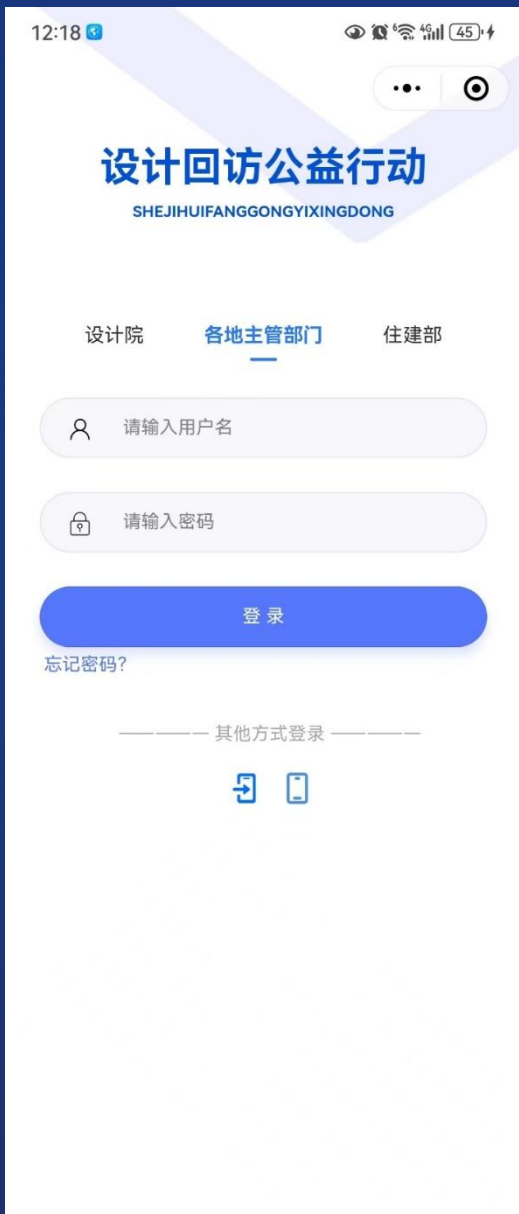 12:18
4G 45
设计回访公益行动
SHEJIHUIFANGGONGYIXINGDONG
设计院 各地主管部门 住建部
请输入用户名
请输入密码
登 录
忘记密码?
其他方式登录